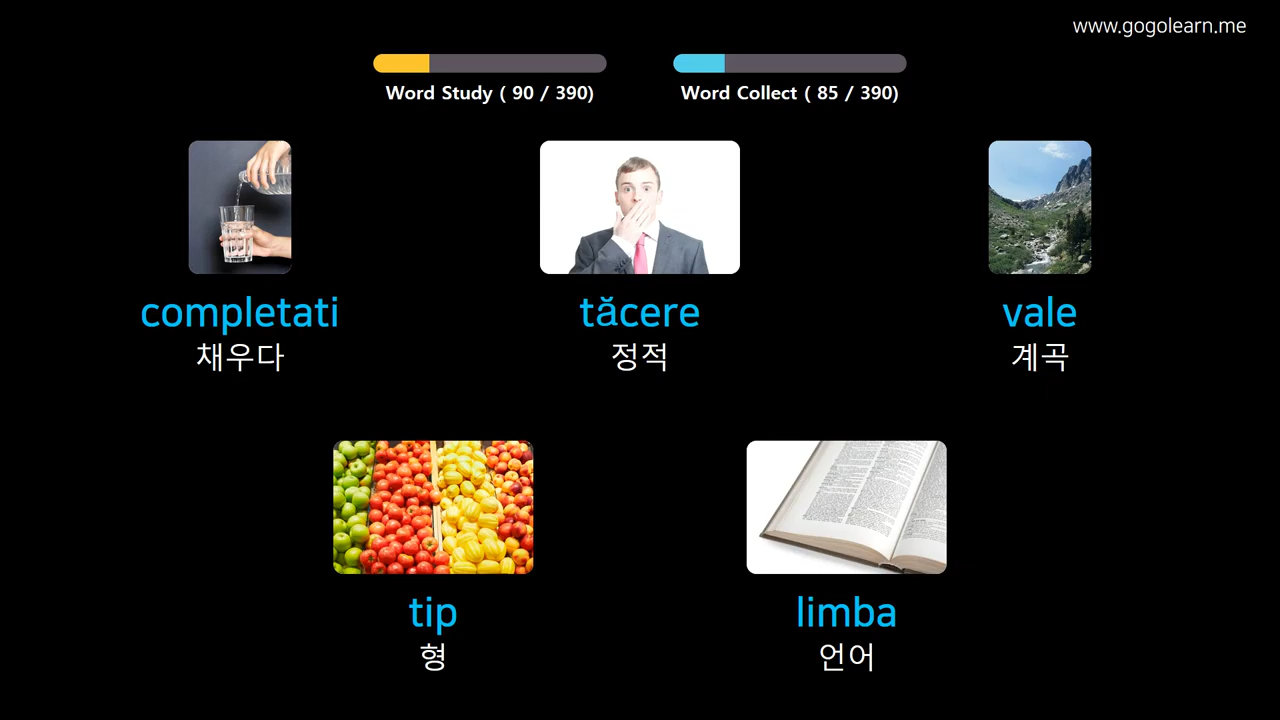 www.gogolearn.me
Word Study ( 90 / 390)
Word Collect ( 85 / 390)
completati
채우다
tăcere
정적
vale
계곡
tip
형
limba
언어